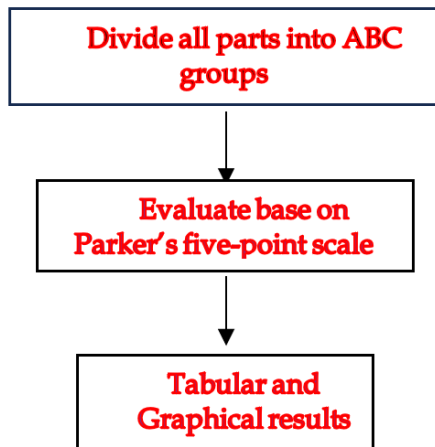 Divide all parts into ABC
groups
Evaluate base on
Parker's five-point scale
Tabular and
Graphical results